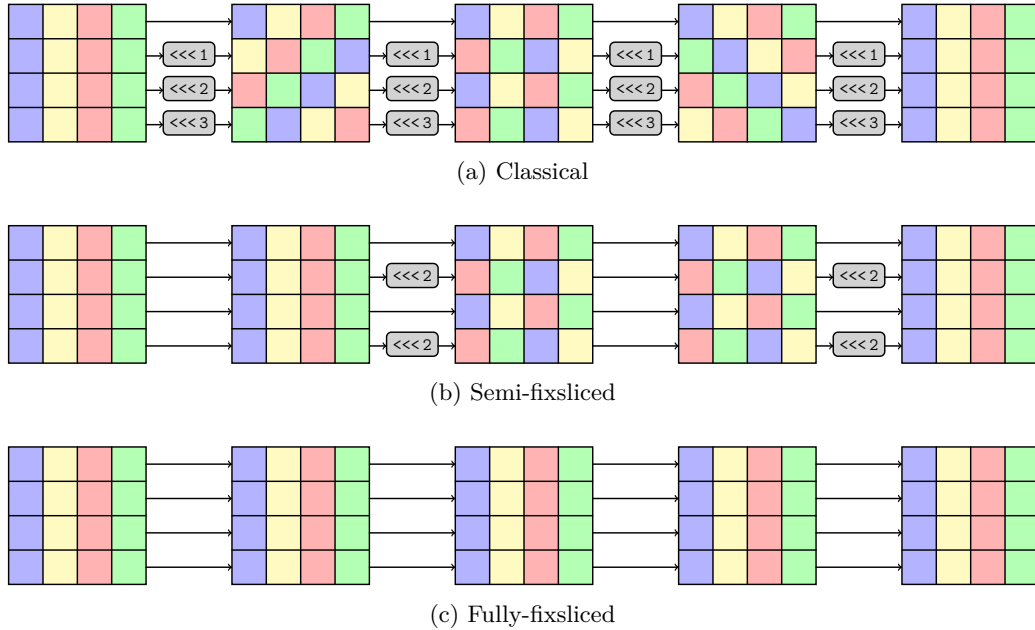 <<< 1 <<< 1 <<< 1 <<< 1
<<< 2 <<< 2 <<< 2 <<< 2
<<< 3 <<< 3 <<< 3 <<< 3
(a) Classical
<<< 2 <<< 2
<<< 2 <<< 2
(b) Semi-fixsliced
(c) Fully-fixsliced